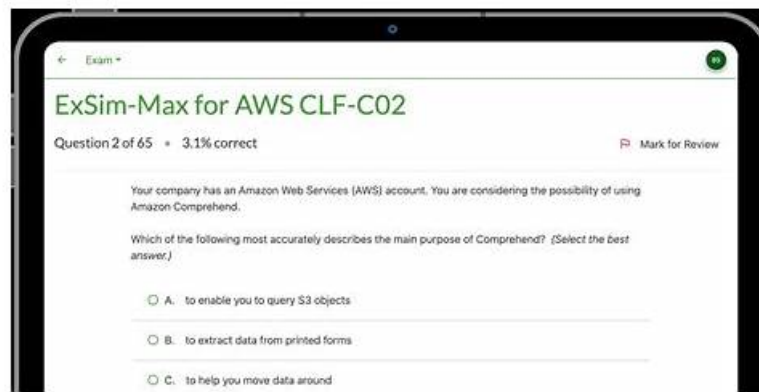 ← Exam
ExSim-Max for AWS CLF-C02
Question 2 of 65 • 3.1% correct
Mark for Review
Your company has an Amazon Web Services (AWS) account. You are considering the possibility of using
Amazon Comprehend.
Which of the following most accurately describes the main purpose of Comprehend? (Select the best
answer.)
A. to enable you to query S3 objects
B. to extract data from printed forms
C. to help you move data around